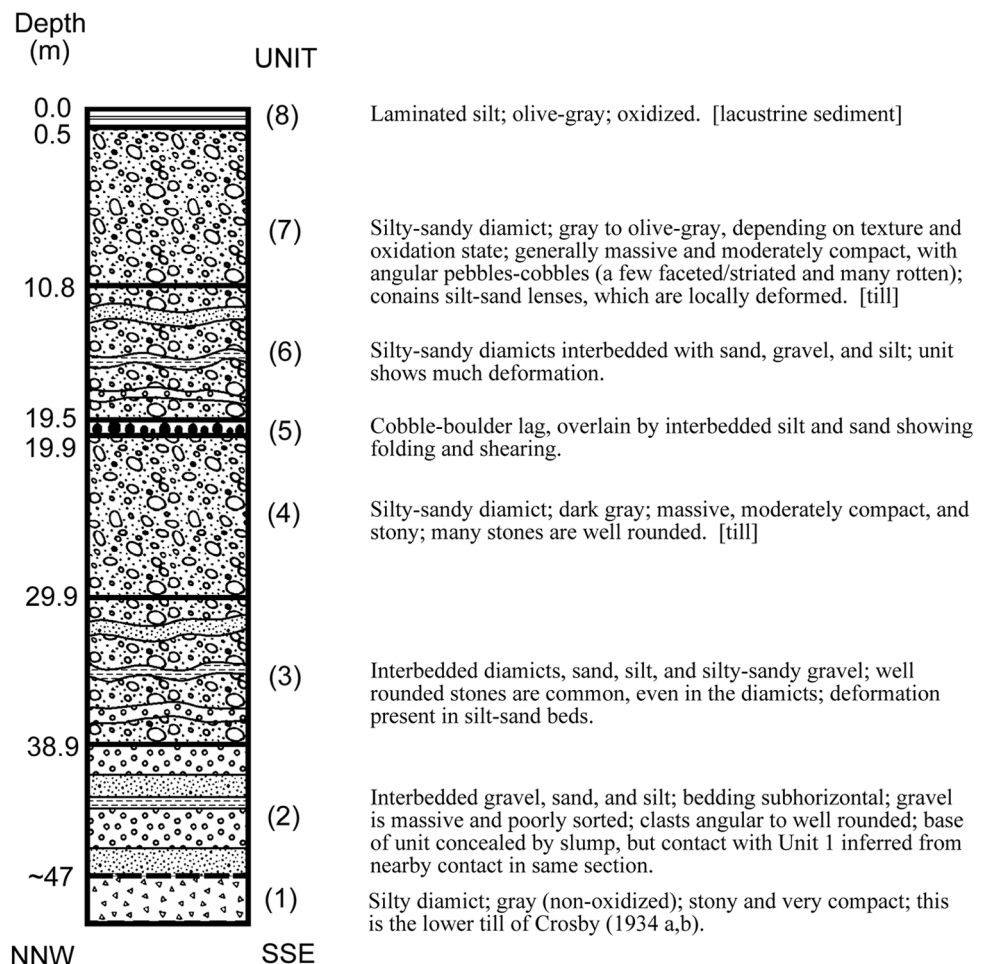 Depth
(m)
UNIT
0.0
(8)
Laminated silt; olive-gray; oxidized. [lacustrine sediment]
0.5
(7)
Silty-sandy diamict; gray to olive-gray, depending on texture and
oxidation state; generally massive and moderately compact, with
angular pebbles-cobbles (a few faceted/striated and many rotten);
conains silt-sand lenses, which are locally deformed. [till]
10.8
(6)
Silty-sandy diamicts interbedded with sand, gravel, and silt; unit
shows much deformation.
19.5
(5)
Cobble-boulder lag, overlain by interbedded silt and sand showing
folding and shearing.
19.9
(4)
Silty-sandy diamict; dark gray; massive, moderately compact, and
stony; many stones are well rounded. [till]
29.9
(3)
Interbedded diamicts, sand, silt, and silty-sandy gravel; well
rounded stones are common, even in the diamicts; deformation
present in silt-sand beds.
38.9
(2)
Interbedded gravel, sand, and silt; bedding subhorizontal; gravel
is massive and poorly sorted; clasts angular to well rounded; base
of unit concealed by slump, but contact with Unit 1 inferred from
nearby contact in same section.
~47
(1)
Silty diamict; gray (non-oxidized); stony and very compact; this
is the lower till of Crosby (1934 a,b).
NNW
SSE